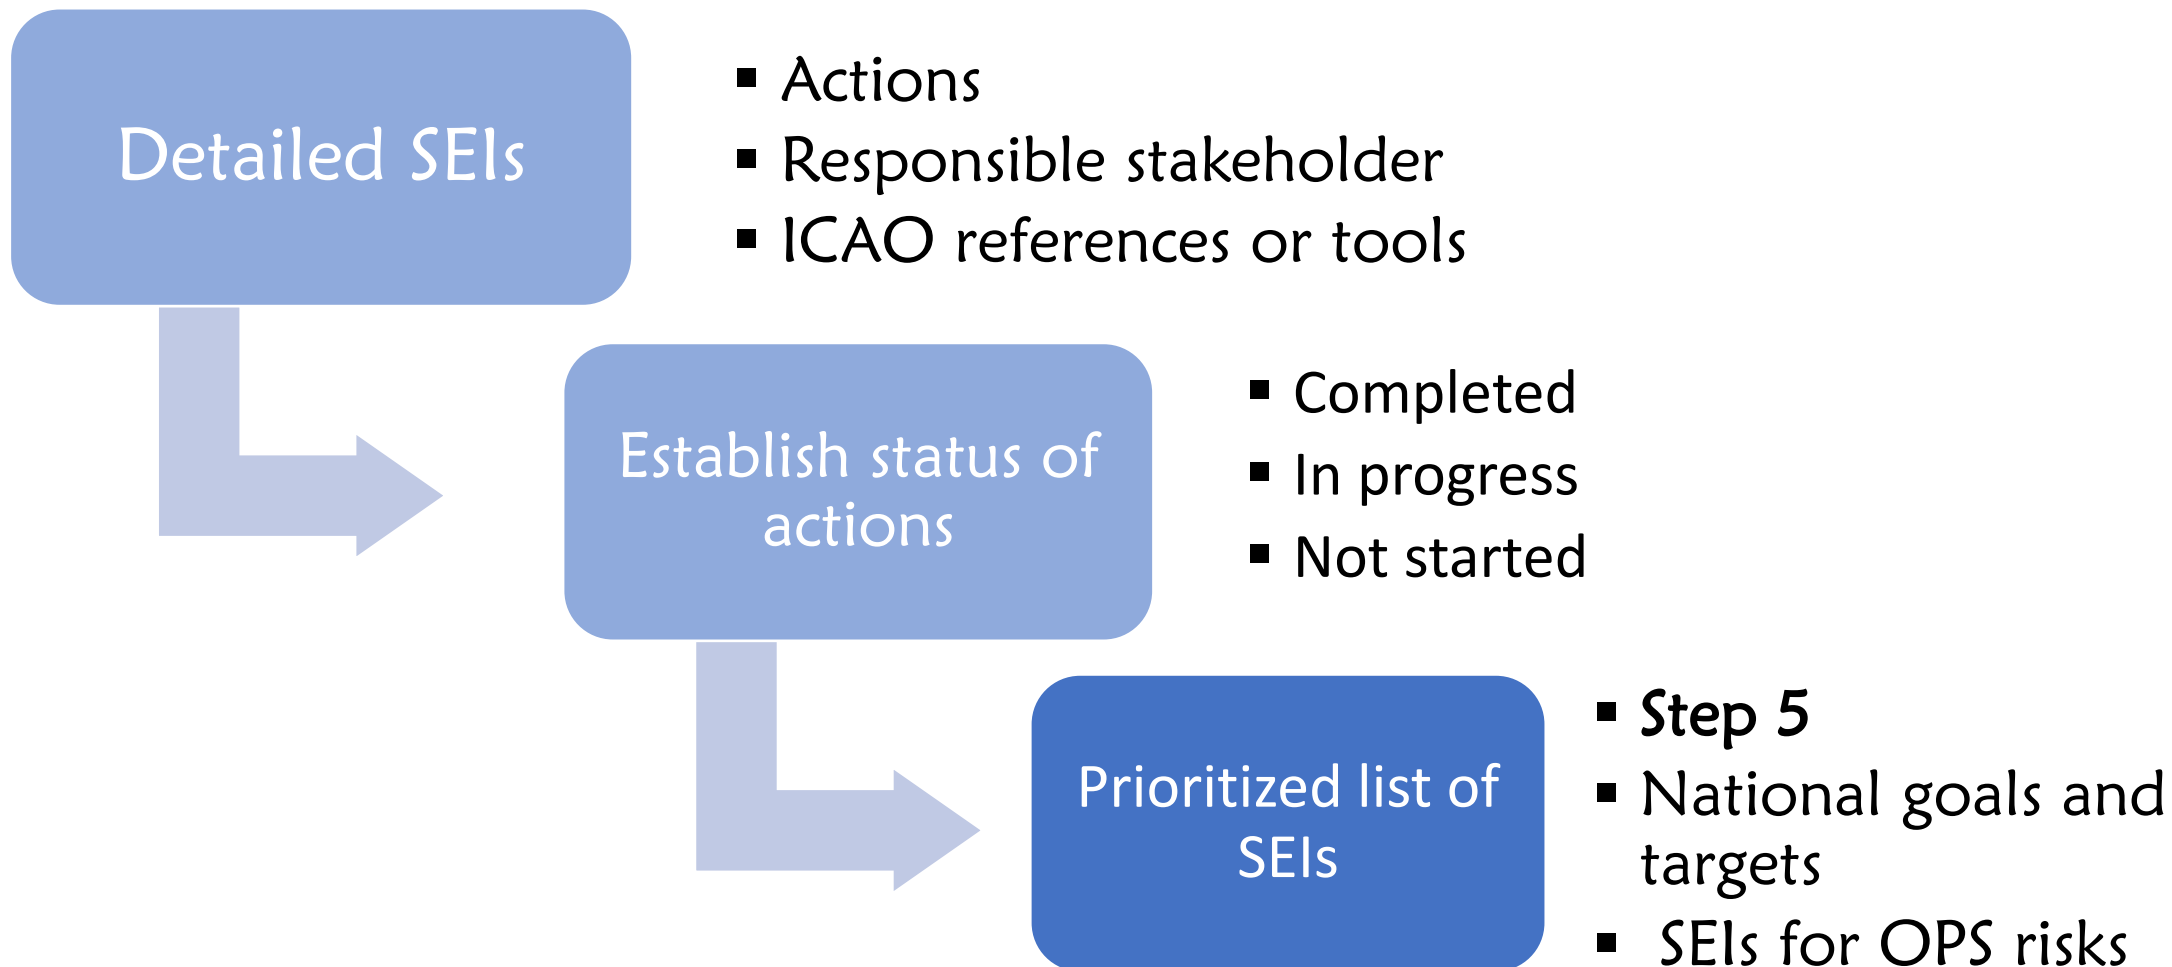 Detailed SEIs
▪ Actions
▪ Responsible stakeholder
▪ ICAO references or tools
Establish status of
actions
▪ Completed
▪ In progress
▪ Not started
Prioritized list of
SEIs
▪ Step 5
▪ National goals and
targets
▪ SEIs for OPS risks